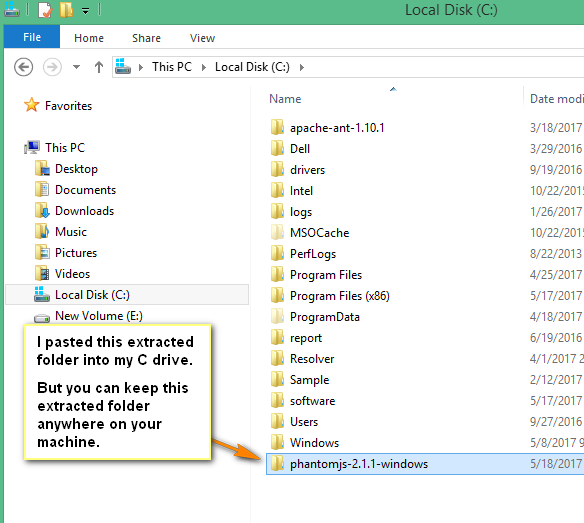 Local Disk (C:)
File Home Share View
This PC Local Disk (C:)
Name Date modi
Favorites
This PC
Desktop
Documents
Downloads
Music
Pictures
Videos
Local Disk (C:)
New Volume (E:)
I pasted this extracted
folder into my C drive.
But you can keep this
extracted folder
anywhere on your
machine.
apache-ant-1.10.1 3/18/2017
Dell 3/29/2016
drivers 9/19/2016
Intel 10/22/2015
logs 1/26/2017
MSOCache 10/22/2015
PerfLogs 8/22/2013
Program Files 4/25/2017
Program Files (x86) 5/17/2017
ProgramData 4/18/2017
report 6/19/2016
Resolver 4/1/2017 2
Sample 2/12/2017
software 5/17/2017
Users 9/27/2016
Windows 5/8/2017 9
phantomjs-2.1.1-windows 5/18/2017